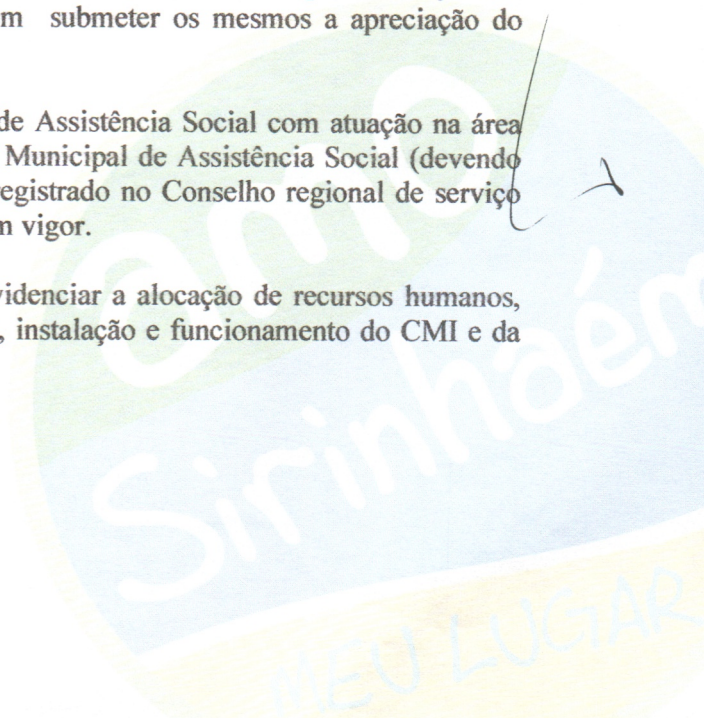 m submeter os mesmos a apreciação do
de Assistência Social com atuação na área
Municipal de Assistência Social (devendo
egistrado no Conselho regional de serviço
n vigor.
videnciar a alocação de recursos humanos,
, instalação e funcionamento do CMI e da
amo
Sirinhaém
MEU LUGAR